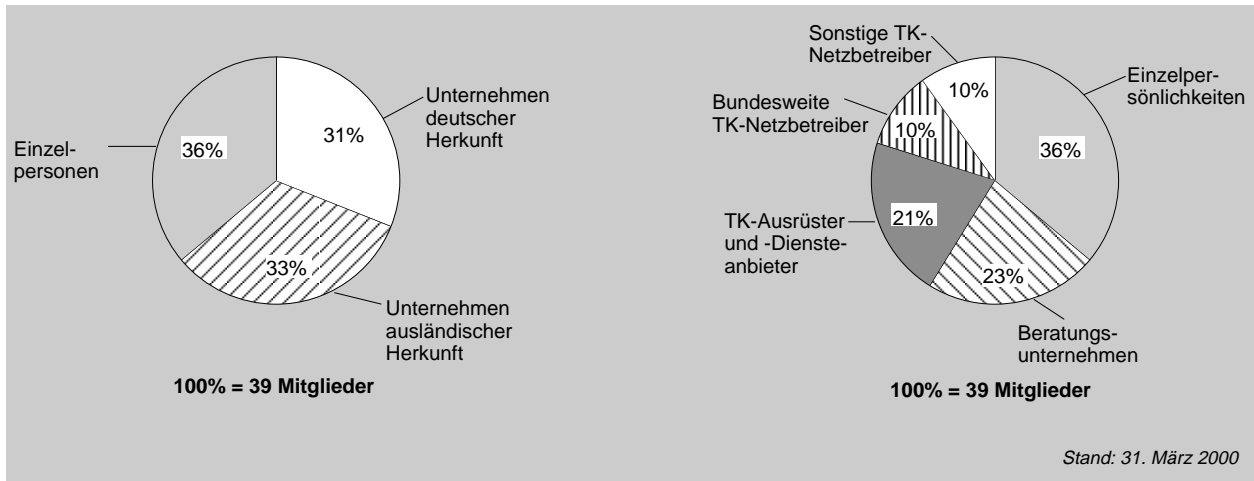 Einzel-
personen
36%
31%
Unternehmen
deutscher
Herkunft
33%
Unternehmen
ausländischer
Herkunft
100% = 39 Mitglieder
Sonstige TK-
Netzbetreiber
10%
Bundesweite
TK-Netzbetreiber
10%
Einzelper-
sönlichkeiten
36%
TK-Ausrüster
und -Dienste-
anbieter
21%
23%
Beratungs-
unternehmen
100% = 39 Mitglieder
Stand: 31. März 2000